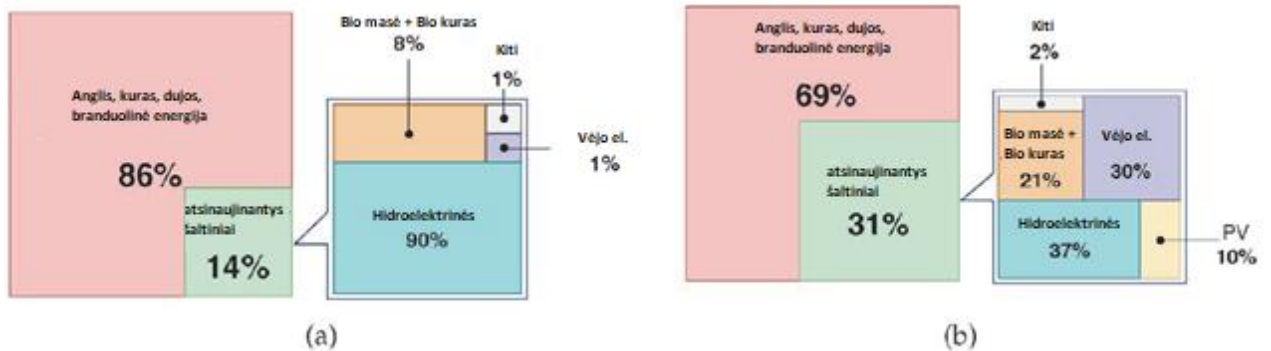 Anglis, kuras, dujos,
branduolinė energija
86%
atsinaujinantys
šaltiniai
14%
Bio masė + Bio kuras
8%
Kiti
1%
Vėjo el.
1%
Hidroelektrinės
90%
(a)
Anglis, kuras, dujos,
branduolinė energija
69%
atsinaujinantys
šaltiniai
31%
Kiti
2%
Bio masė +
Bio kuras
21%
Vėjo el.
30%
Hidroelektrinės
37%
PV
10%
(b)